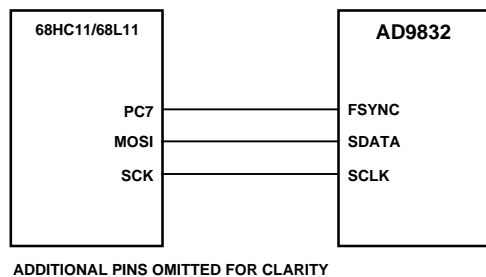 68HC11/68L11
AD9832
PC7
FSYNC
MOSI
SDATA
SCK
SCLK
ADDITIONAL PINS OMITTED FOR CLARITY